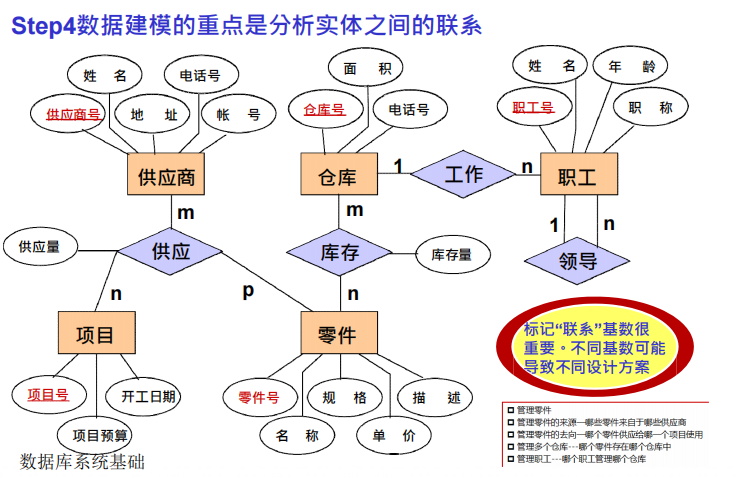 Step4数据建模的重点是分析实体之间的联系
姓 名
电话号
供应商号
地 址
帐 号
供应商
面 积
仓库号
电话号
仓库
姓 名
年 龄
职工号
职 称
职工
1
工作
n
m
m
1
n
供应量
供应
库存
库存量
领导
n
p
n
项目
零件
标记“联系”基数很
重要。不同基数可能
导致不同设计方案
项目号
开工日期
项目预算
零件号
规 格
描 述
名 称
单 价
管理零件
管理零件的来源—哪些零件来自于哪些供应商
管理零件的去向—哪个零件供应给哪一个项目使用
管理多个仓库---哪个零件存在哪个仓库中
管理职工---哪个职工管理哪个仓库
数据库系统基础